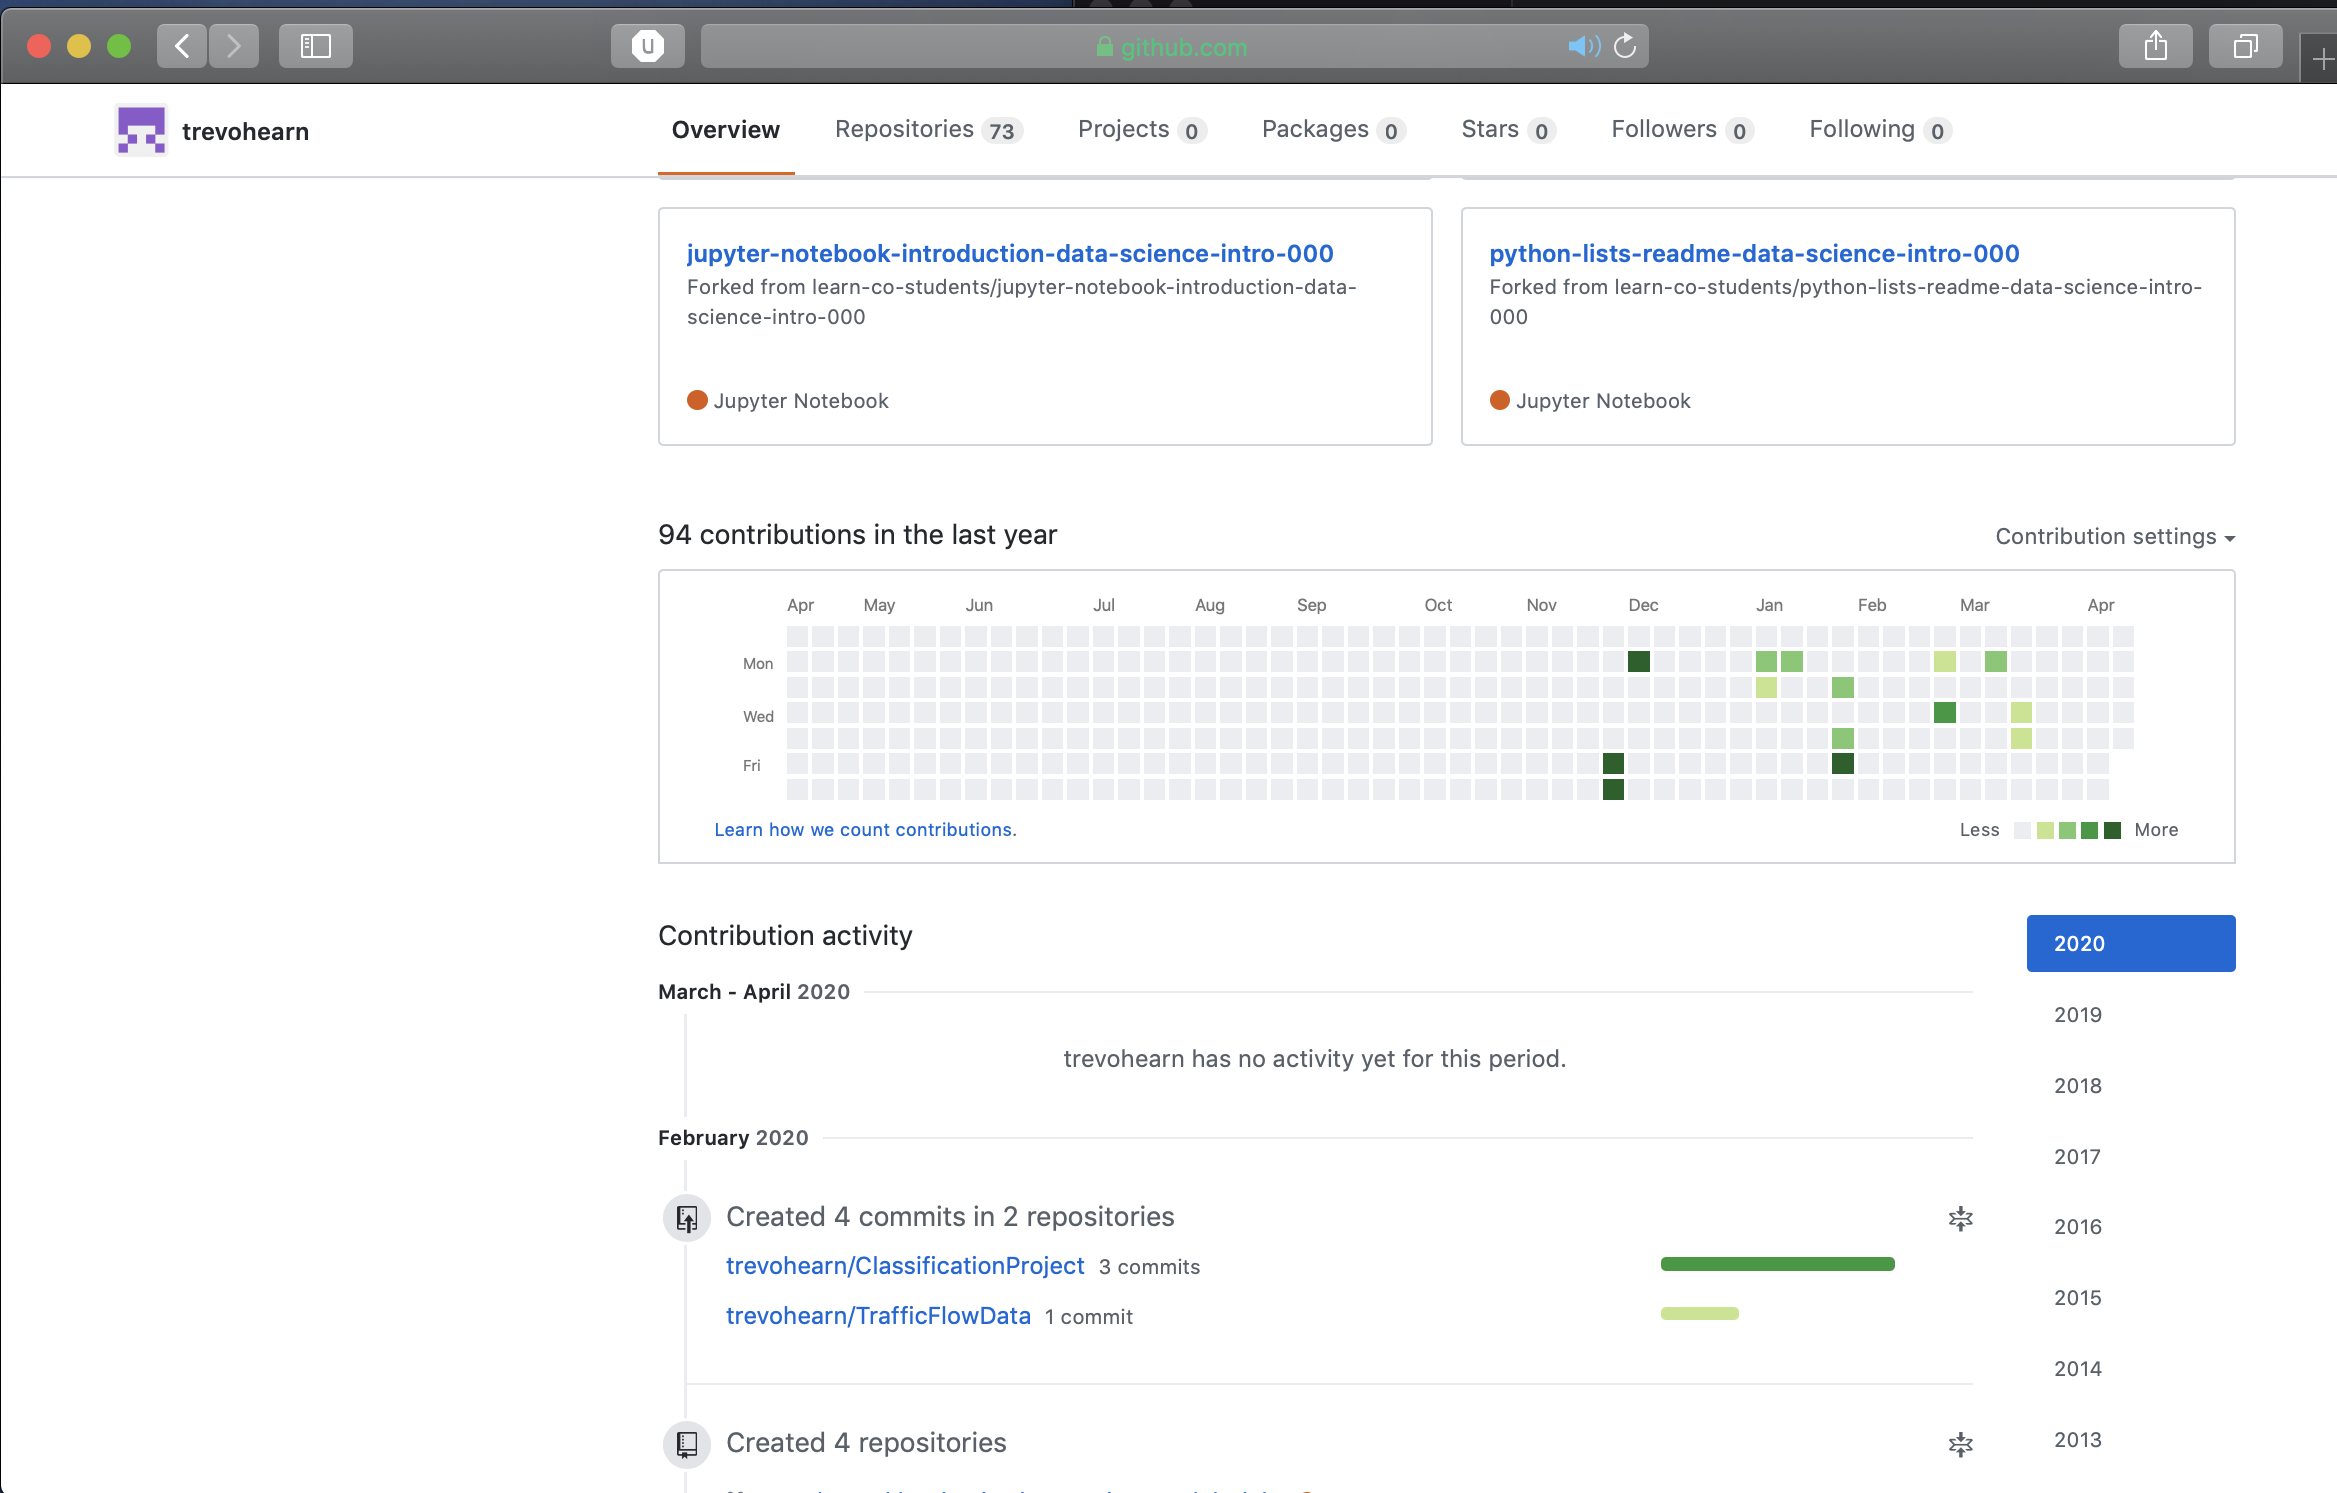 U
github.com
trevohearn
Overview
Repositories 73
Projects 0
Packages 0
Stars 0
Followers 0
Following 0
jupyter-notebook-introduction-data-science-intro-000
Forked from learn-co-students/jupyter-notebook-introduction-data-
science-intro-000
Jupyter Notebook
python-lists-readme-data-science-intro-000
Forked from learn-co-students/python-lists-readme-data-science-intro-
000
Jupyter Notebook
94 contributions in the last year
Contribution settings
Apr May Jun Jul Aug Sep Oct Nov Dec Jan Feb Mar Apr
Mon
Wed
Fri
Learn how we count contributions.
Less More
Contribution activity
2020
2019
2018
2017
2016
2015
2014
2013
March - April 2020
trevohearn has no activity yet for this period.
February 2020
Created 4 commits in 2 repositories
trevohearn/ClassificationProject 3 commits
trevohearn/TrafficFlowData 1 commit
Created 4 repositories